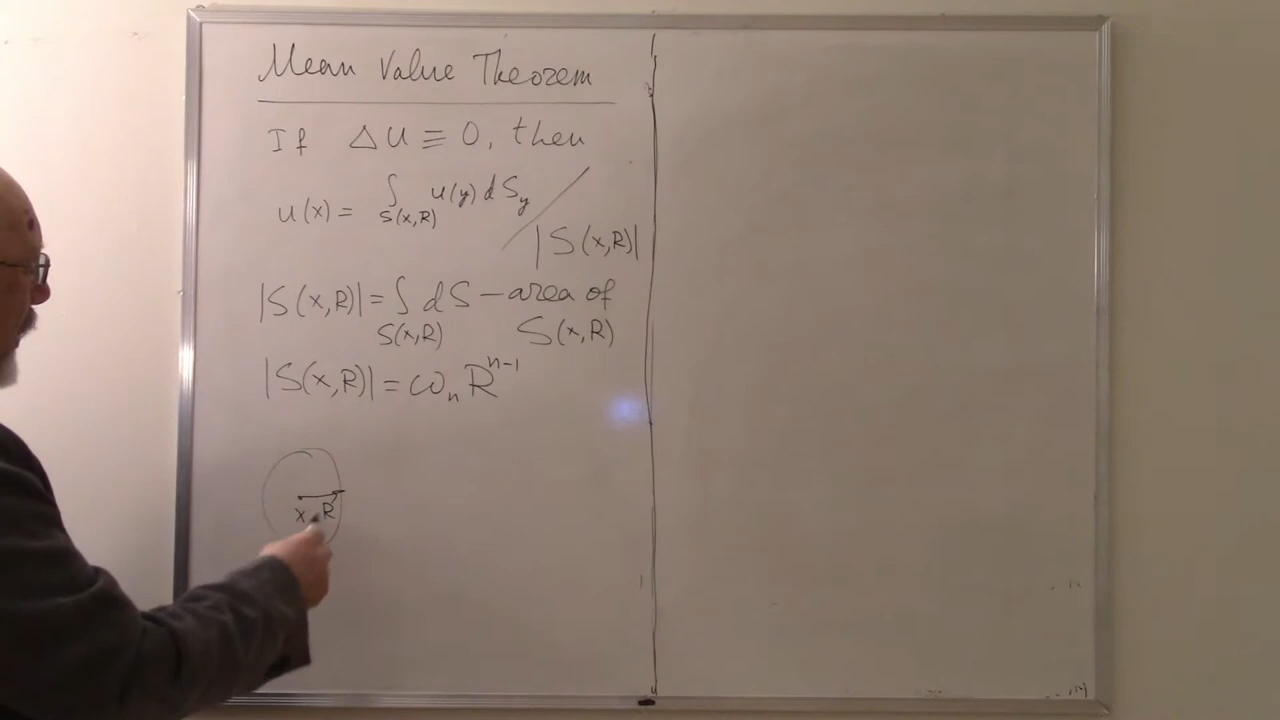 Mean Value Theorem
If Δu ≡ 0, then
u(x) = ∫ u(y) dS_y /
S(x,R)
|S(x,R)|
|S(x,R)| = ∫ dS — area of
S(x,R) S(x,R)
|S(x,R)| = ω_n R^{n-1}
x R